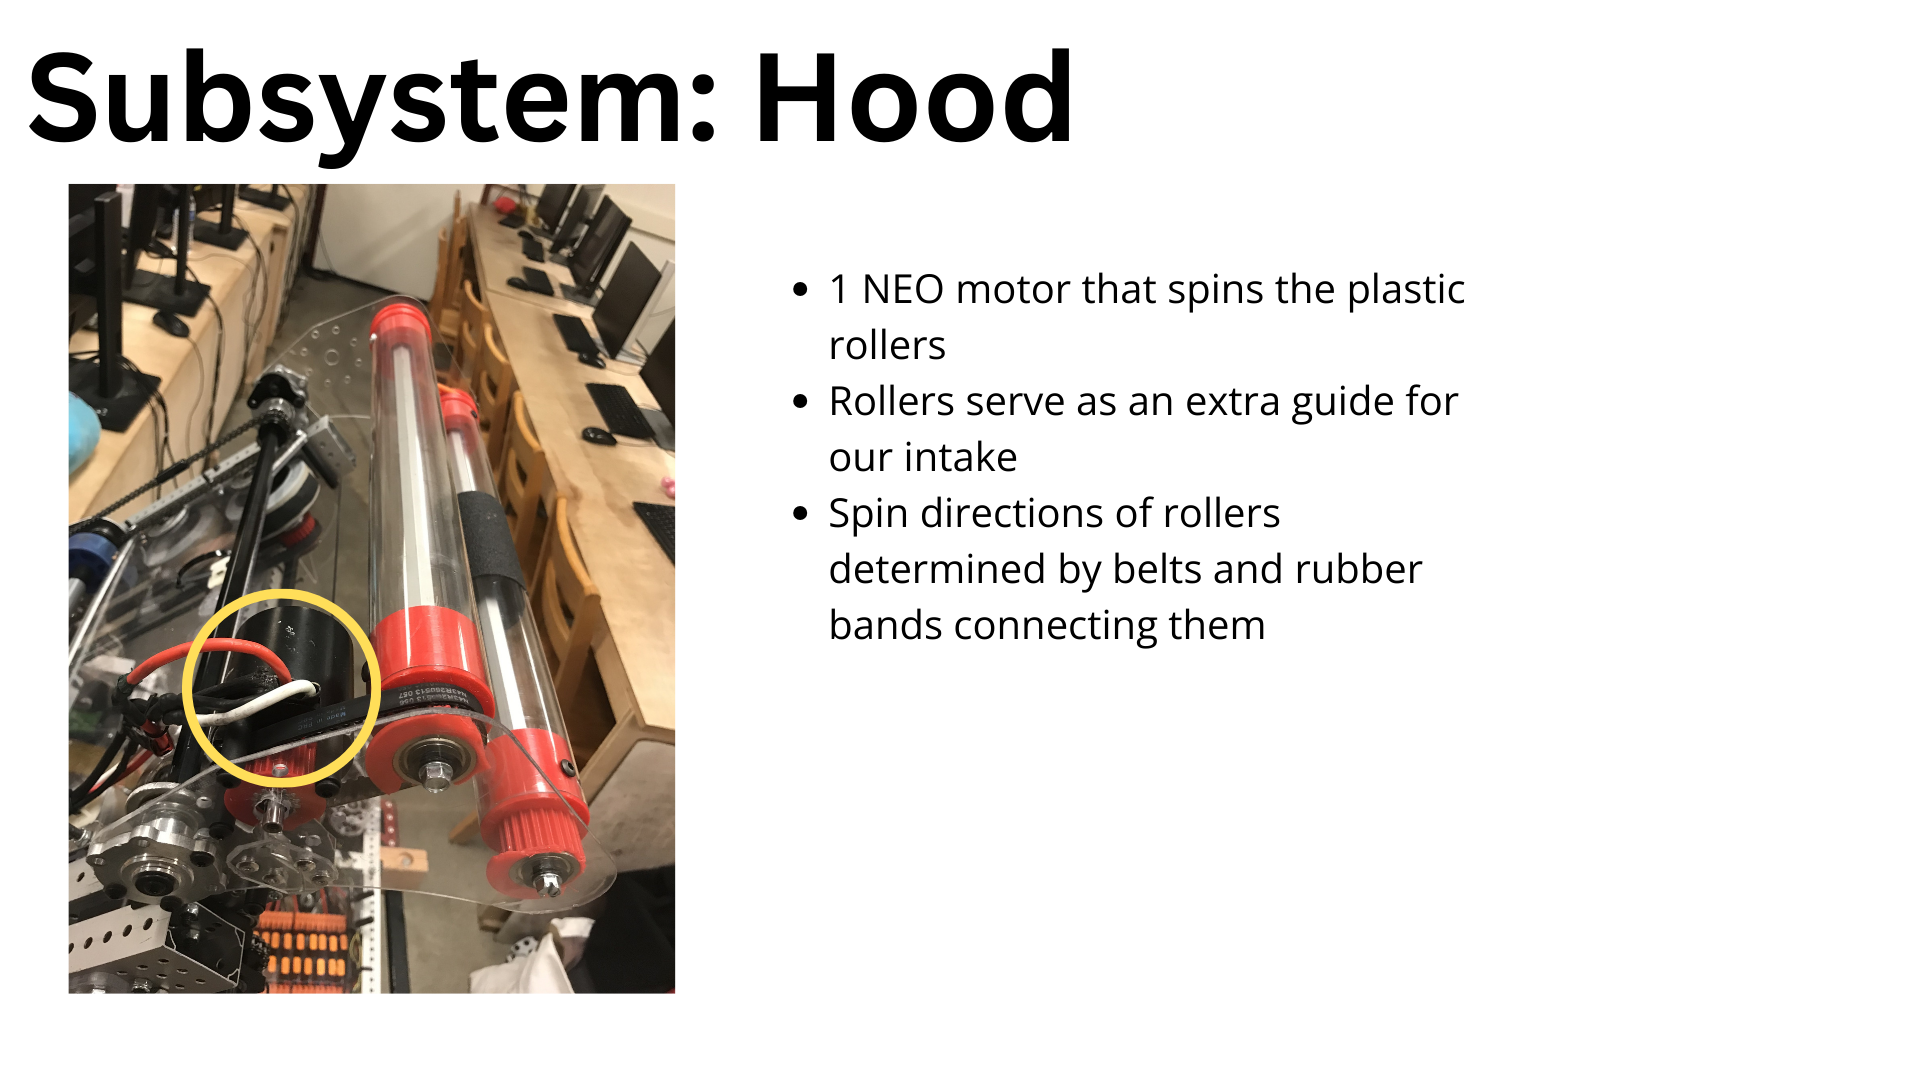 Subsystem: Hood
• 1 NEO motor that spins the plastic
rollers
• Rollers serve as an extra guide for
our intake
• Spin directions of rollers
determined by belts and rubber
bands connecting them